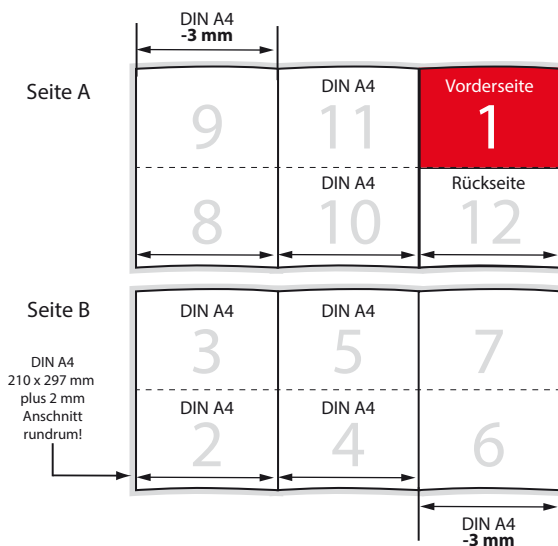 DIN A4
-3 mm
Seite A
DIN A4
Vorderseite
9
11
1
DIN A4
Rückseite
8
10
12
Seite B
DIN A4
DIN A4
3
5
7
DIN A4
210 x 297 mm
plus 2 mm
Anschnitt
rundrum!
DIN A4
DIN A4
2
4
6
DIN A4
-3 mm